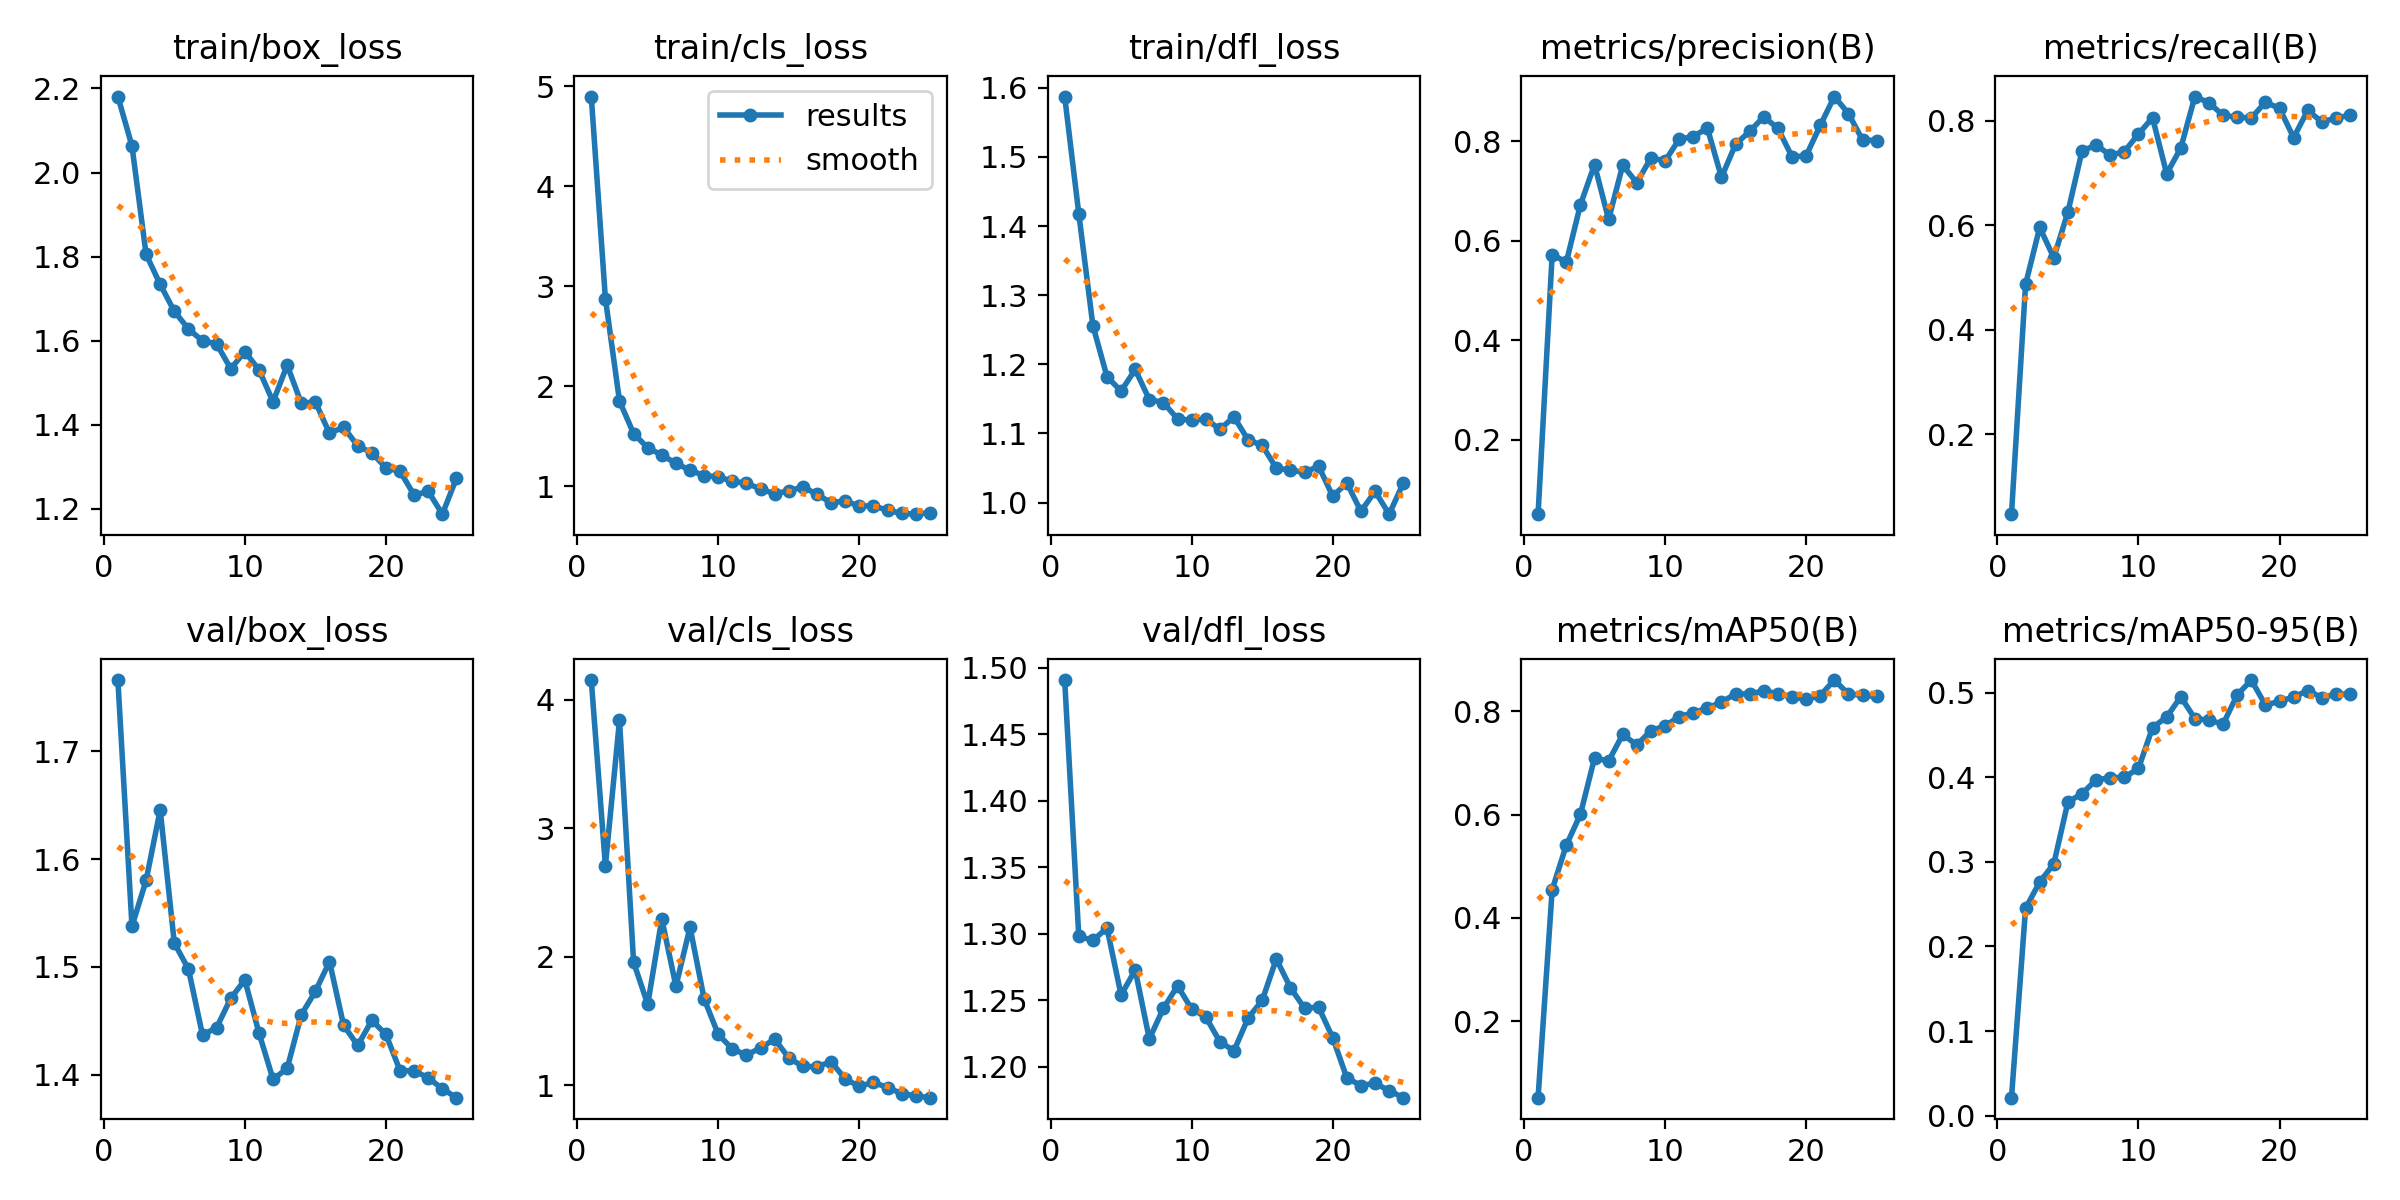 train/box_loss
2.2
2.0
1.8
1.6
1.4
1.2
0 10 20
train/cls_loss
results
smooth
5
4
3
2
1
0 10 20
train/dfl_loss
1.6
1.5
1.4
1.3
1.2
1.1
1.0
0 10 20
metrics/precision(B)
0.8
0.6
0.4
0.2
0 10 20
metrics/recall(B)
0.8
0.6
0.4
0.2
0 10 20
val/box_loss
1.7
1.6
1.5
1.4
0 10 20
val/cls_loss
4
3
2
1
0 10 20
val/dfl_loss
1.50
1.45
1.40
1.35
1.30
1.25
1.20
0 10 20
metrics/mAP50(B)
0.8
0.6
0.4
0.2
0 10 20
metrics/mAP50-95(B)
0.5
0.4
0.3
0.2
0.1
0.0
0 10 20